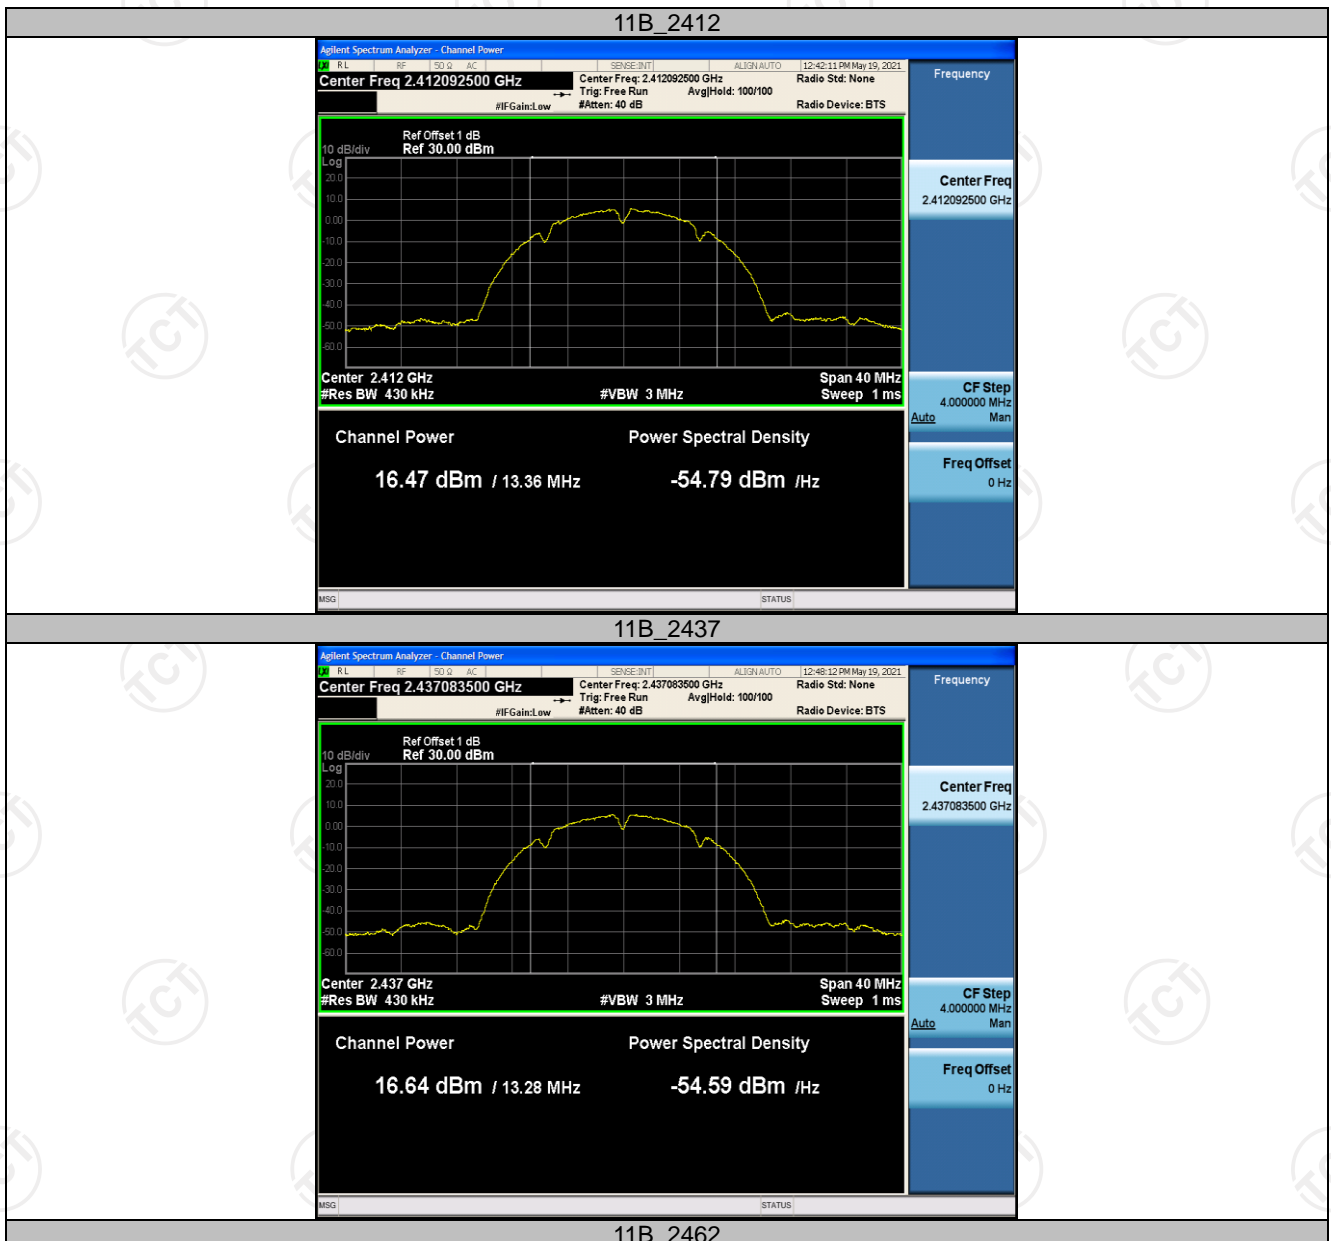 11B_2412
Agilent Spectrum Analyzer - Channel Power
LXI RL RF 50 Ω AC SENSE:INT ALIGN AUTO 12:42:11 PM May 19, 2021
Center Freq 2.412092500 GHz
Center Freq: 2.412092500 GHz
Radio Std: None
Trig: Free Run Avg|Hold: 100/100
#IFGain:Low #Atten: 40 dB Radio Device: BTS
Frequency
Ref Offset 1 dB
10 dB/div Ref 30.00 dBm
Log
20.0
10.0
0.00
-10.0
-20.0
-30.0
-40.0
-50.0
-60.0
Center 2.412 GHz Span 40 MHz
#Res BW 430 kHz #VBW 3 MHz Sweep 1 ms
Center Freq
2.412092500 GHz
CF Step
4.000000 MHz
Auto Man
Freq Offset
0 Hz
Channel Power Power Spectral Density
16.47 dBm / 13.36 MHz -54.79 dBm /Hz
MSG STATUS
11B_2437
Agilent Spectrum Analyzer - Channel Power
LXI RL RF 50 Ω AC SENSE:INT ALIGN AUTO 12:48:12 PM May 19, 2021
Center Freq 2.437083500 GHz
Center Freq: 2.437083500 GHz
Radio Std: None
Trig: Free Run Avg|Hold: 100/100
#IFGain:Low #Atten: 40 dB Radio Device: BTS
Frequency
Ref Offset 1 dB
10 dB/div Ref 30.00 dBm
Log
20.0
10.0
0.00
-10.0
-20.0
-30.0
-40.0
-50.0
-60.0
Center 2.437 GHz Span 40 MHz
#Res BW 430 kHz #VBW 3 MHz Sweep 1 ms
Center Freq
2.437083500 GHz
CF Step
4.000000 MHz
Auto Man
Freq Offset
0 Hz
Channel Power Power Spectral Density
16.64 dBm / 13.28 MHz -54.59 dBm /Hz
MSG STATUS
11B_2462
TCT